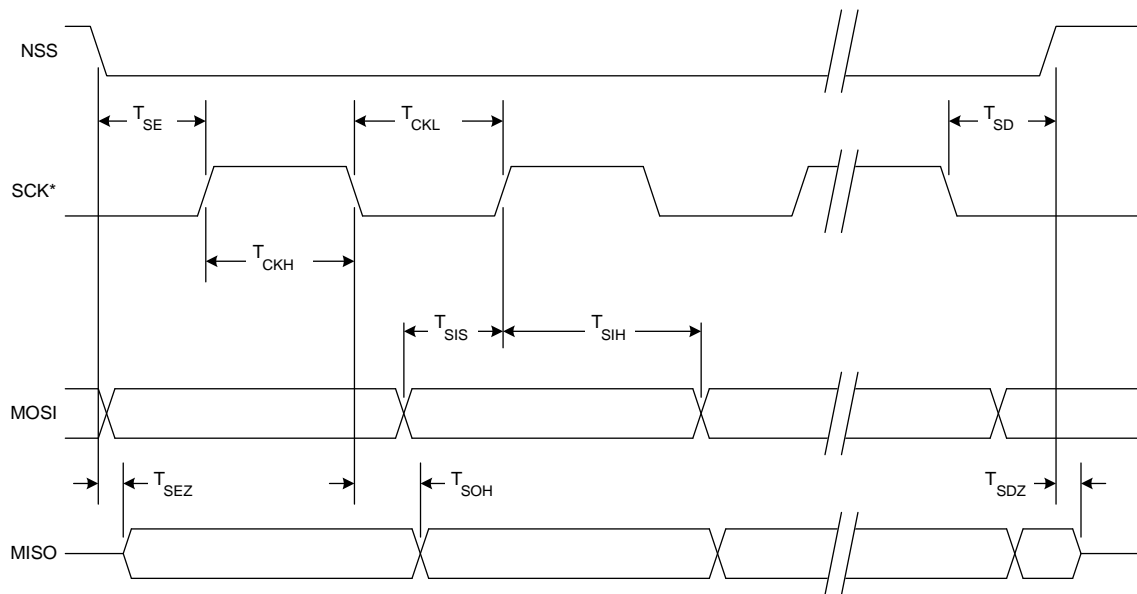 NSS
T_SE
T_CKL
T_SD
SCK*
T_CKH
T_SIS
T_SIH
MOSI
T_SEZ
T_SOH
T_SDZ
MISO